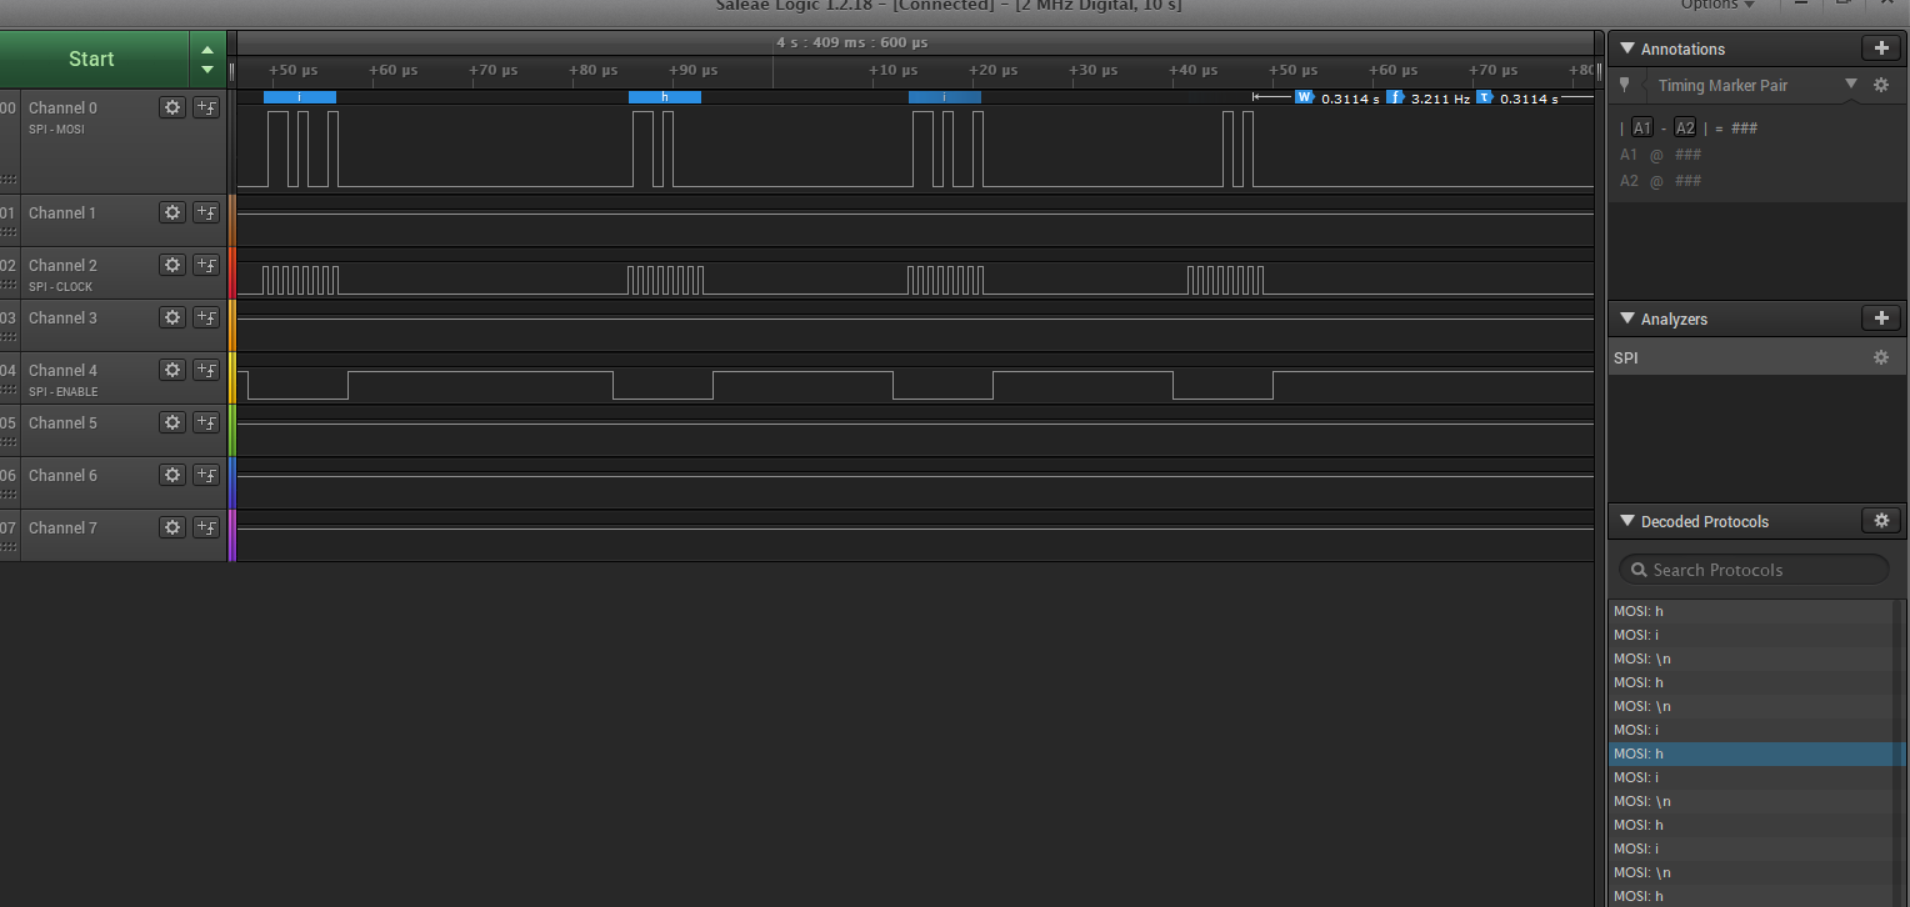 Saleae Logic 1.2.18 - [Connected] - [2 MHz Digital, 10 s]
Options
Start
4 s : 409 ms : 600 µs
+50 µs +60 µs +70 µs +80 µs +90 µs +10 µs +20 µs +30 µs +40 µs +50 µs +60 µs +70 µs +80
i h i W 0.3114 s f 3.211 Hz T 0.3114 s
00 Channel 0
SPI - MOSI
01 Channel 1
02 Channel 2
SPI - CLOCK
03 Channel 3
04 Channel 4
SPI - ENABLE
05 Channel 5
06 Channel 6
07 Channel 7
Annotations
Timing Marker Pair
| A1 - A2 | = ###
A1 @ ###
A2 @ ###
Analyzers
SPI
Decoded Protocols
Search Protocols
MOSI: h
MOSI: i
MOSI: \n
MOSI: h
MOSI: \n
MOSI: i
MOSI: h
MOSI: i
MOSI: \n
MOSI: h
MOSI: i
MOSI: \n
MOSI: h